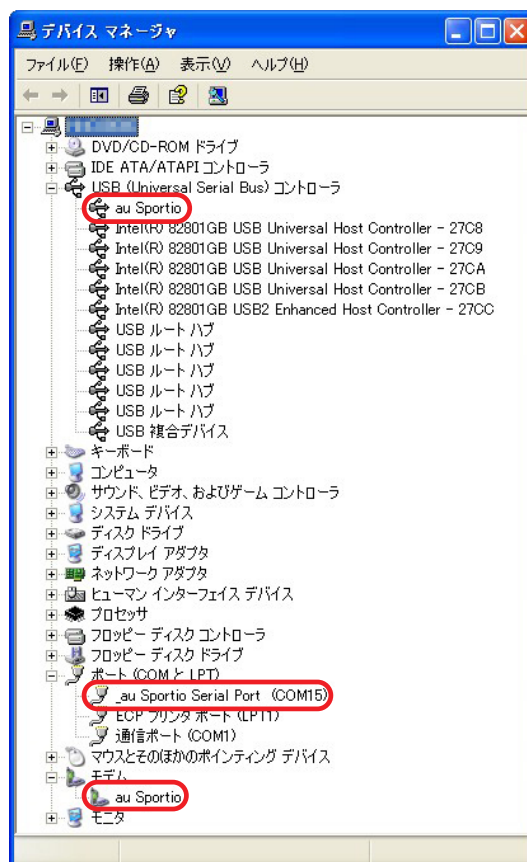 デバイス マネージャ
ファイル(F) 操作(A) 表示(V) ヘルプ(H)
DVD/CD-ROM ドライブ
IDE ATA/ATAPI コントローラ
USB (Universal Serial Bus) コントローラ
au Sportio
Intel(R) 82801GB USB Universal Host Controller - 27C8
Intel(R) 82801GB USB Universal Host Controller - 27C9
Intel(R) 82801GB USB Universal Host Controller - 27CA
Intel(R) 82801GB USB Universal Host Controller - 27CB
Intel(R) 82801GB USB2 Enhanced Host Controller - 27CC
USB ルート ハブ
USB ルート ハブ
USB ルート ハブ
USB ルート ハブ
USB ルート ハブ
USB 複合デバイス
キーボード
コンピュータ
サウンド、ビデオ、およびゲーム コントローラ
システム デバイス
ディスク ドライブ
ディスプレイ アダプタ
ネットワーク アダプタ
ヒューマン インターフェイス デバイス
プロセッサ
フロッピー ディスク コントローラ
フロッピー ディスク ドライブ
ポート (COM と LPT)
_au Sportio Serial Port (COM15)
ECP プリンタ ポート (LPT1)
通信ポート (COM1)
マウスとそのほかのポインティング デバイス
モデム
au Sportio
モニタ